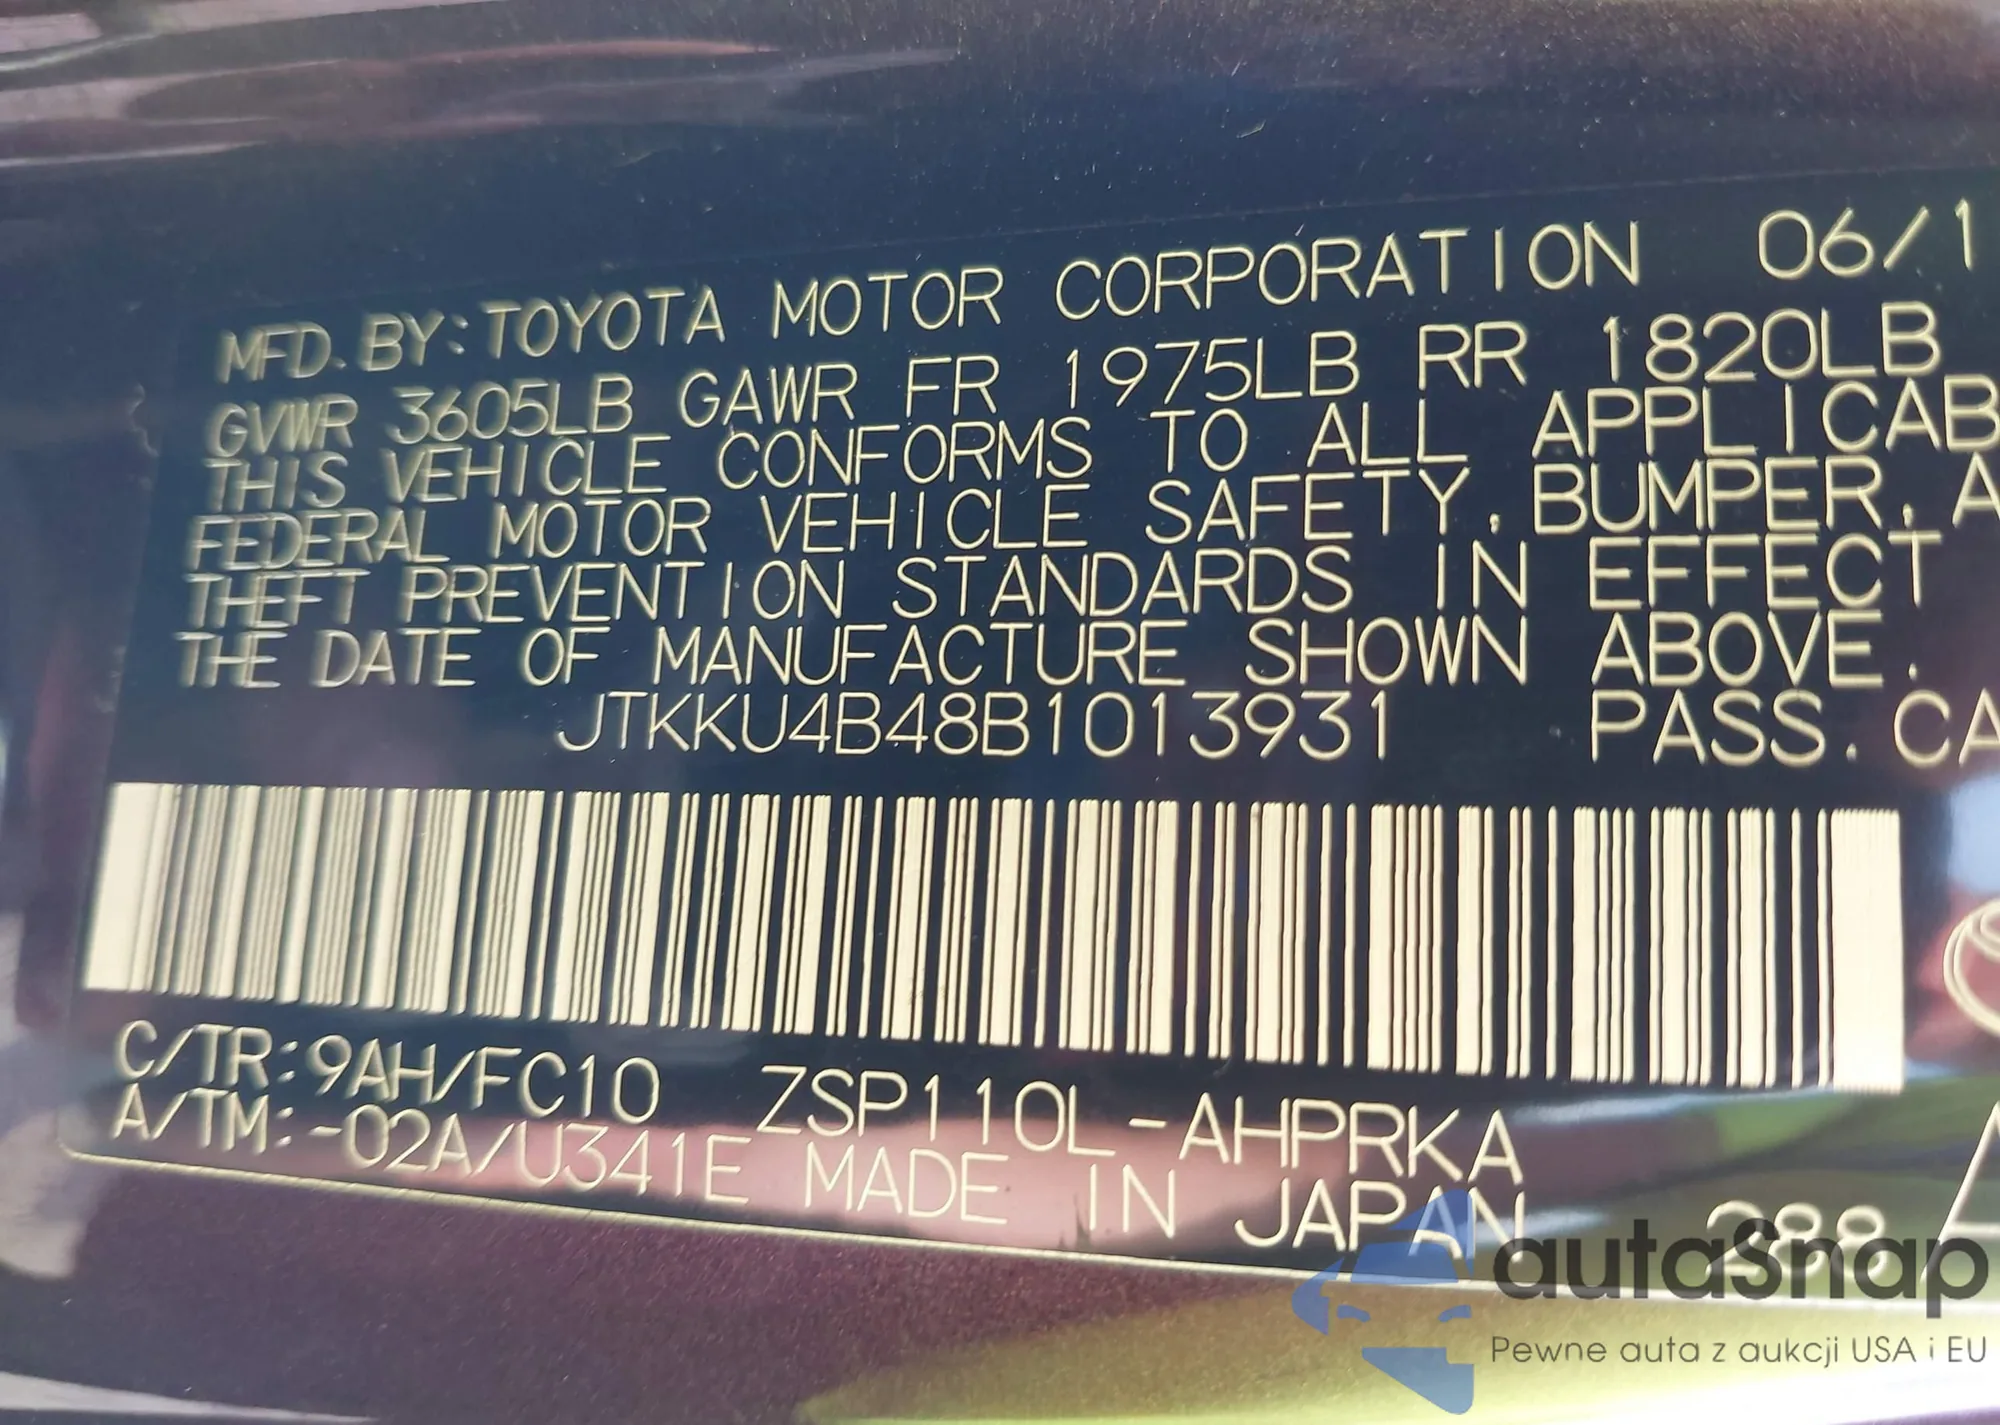 MFD. BY: TOYOTA MOTOR CORPORATION 06/1
GVWR 3605LB GAWR FR 1975LB RR 1820LB
THIS VEHICLE CONFORMS TO ALL APPLICAB
FEDERAL MOTOR VEHICLE SAFETY, BUMPER, A
THEFT PREVENTION STANDARDS IN EFFECT
THE DATE OF MANUFACTURE SHOWN ABOVE.
JTKKU4B48B1013931 PASS. CA
C/TR: 9AH/FC10 ZSP110L-AHPRKA
A/TM: -02A/U341E MADE IN JAPAN 288
autaSnap
Pewne auta z aukcji USA i EU